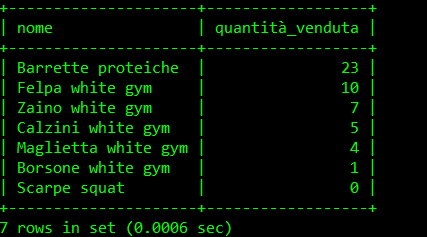 +---------------------+------------------+
| nome                | quantità_venduta |
+---------------------+------------------+
| Barrette proteiche  |               23 |
| Felpa white gym     |               10 |
| Zaino white gym     |                7 |
| Calzini white gym   |                5 |
| Maglietta white gym |                4 |
| Borsone white gym   |                1 |
| Scarpe squat        |                0 |
+---------------------+------------------+
7 rows in set (0.0006 sec)